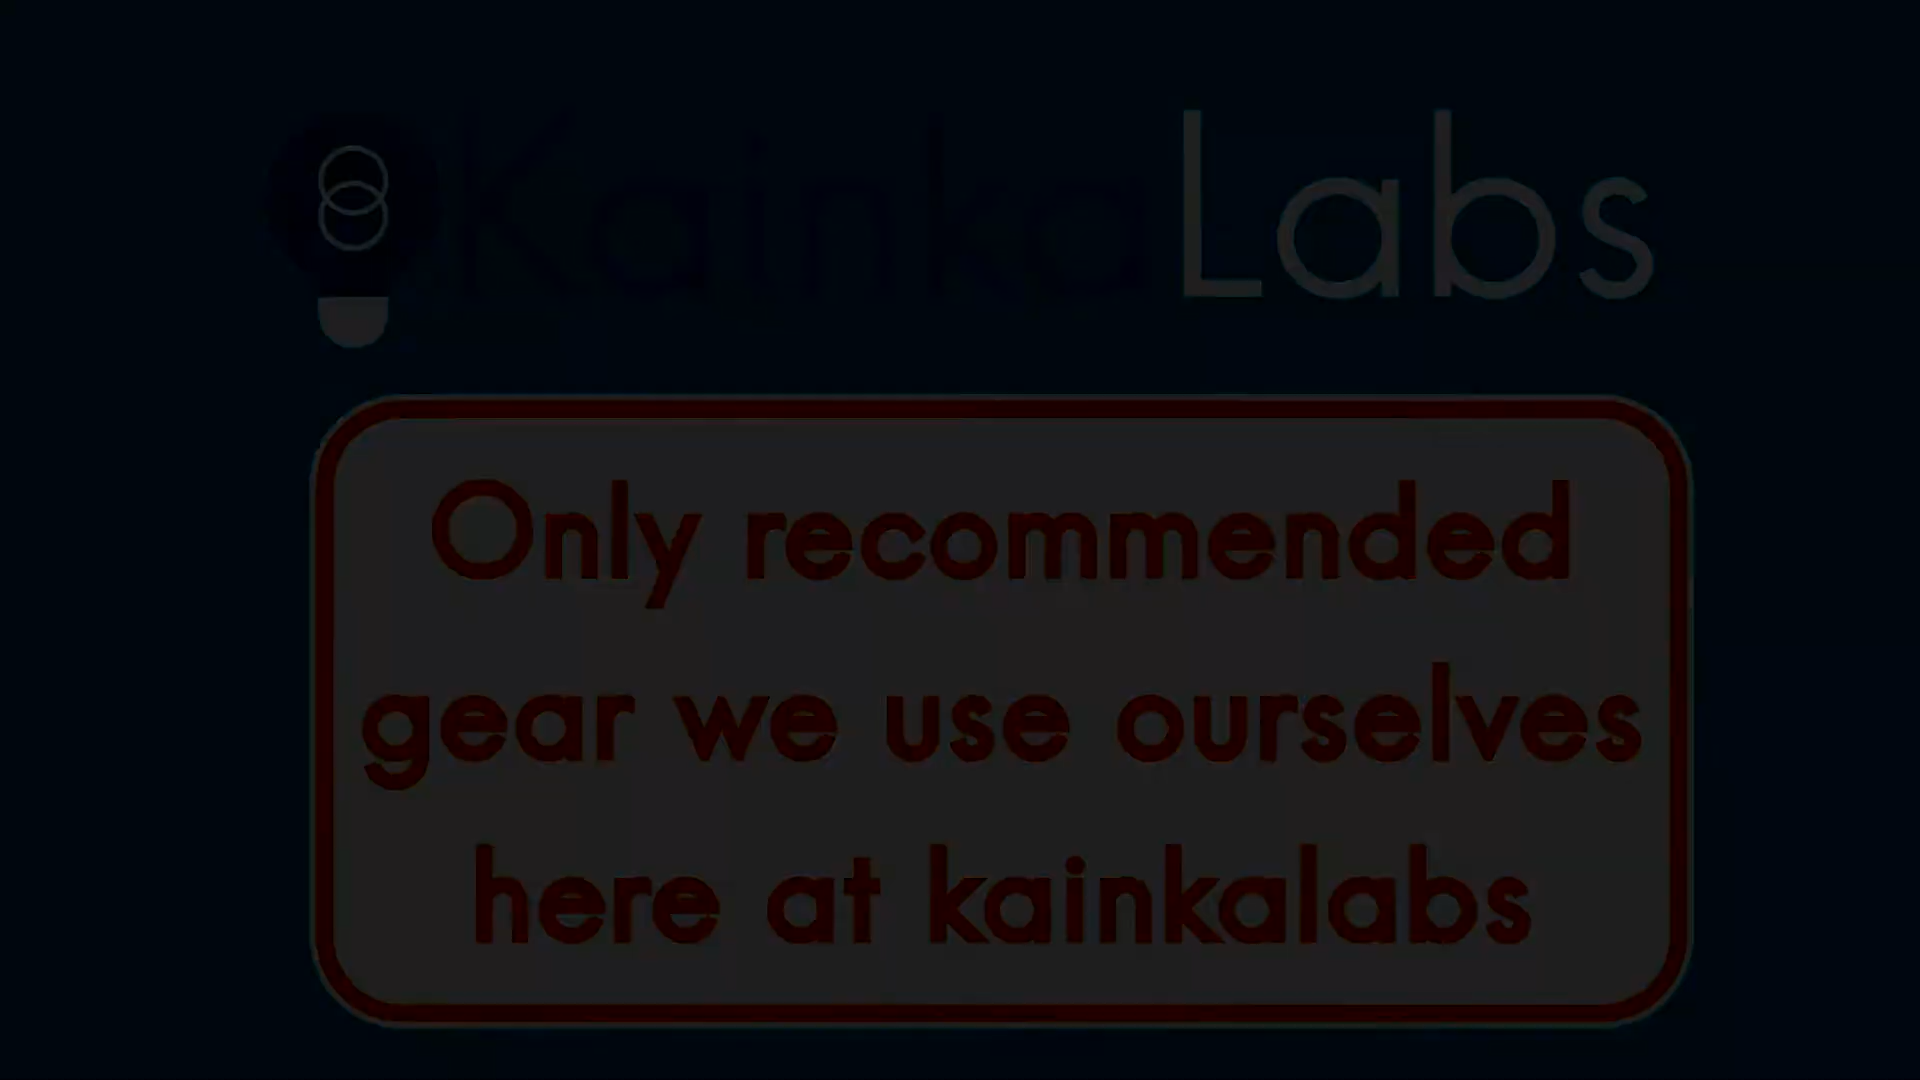 KainkaLabs
Only recommended
gear we use ourselves
here at kainkalabs